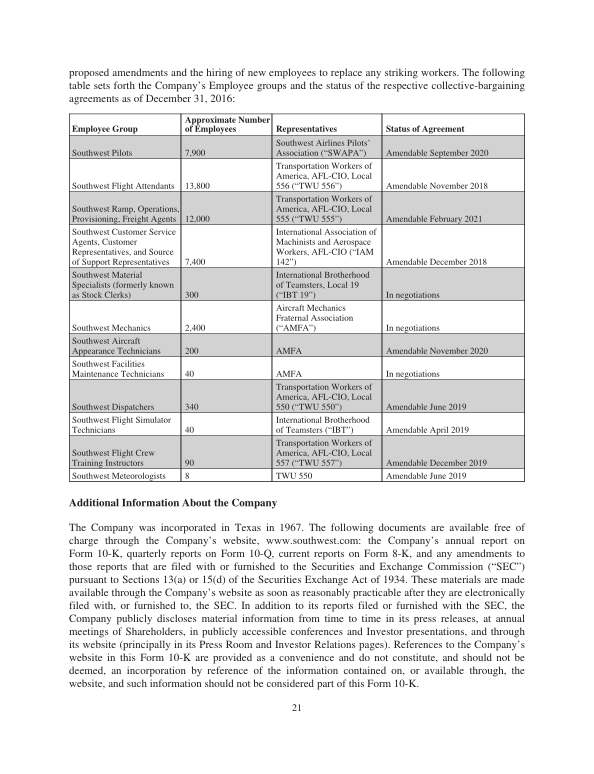 proposed amendments and the hiring of new employees to replace any striking workers. The following
table sets forth the Company's Employee groups and the status of the respective collective-bargaining
agreements as of December 31, 2016:
Employee Group
Approximate Number
of Employees
Representatives
Status of Agreement
Southwest Pilots
7,900
Southwest Airlines Pilots'
Association ("SWAPA")
Amendable September 2020
Southwest Flight Attendants
13,800
Transportation Workers of
America, AFL-CIO, Local
556 ("TWU 556")
Amendable November 2018
Southwest Ramp, Operations,
Provisioning, Freight Agents
12,000
Transportation Workers of
America, AFL-CIO, Local
555 ("TWU 555")
Amendable February 2021
Southwest Customer Service
Agents, Customer
Representatives, and Source
of Support Representatives
7,400
International Association of
Machinists and Aerospace
Workers, AFL-CIO ("IAM
142")
Amendable December 2018
Southwest Material
Specialists (formerly known
as Stock Clerks)
300
International Brotherhood
of Teamsters, Local 19
("IBT 19")
In negotiations
Southwest Mechanics
2,400
Aircraft Mechanics
Fraternal Association
("AMFA")
In negotiations
Southwest Aircraft
Appearance Technicians
200
AMFA
Amendable November 2020
Southwest Facilities
Maintenance Technicians
40
AMFA
In negotiations
Southwest Dispatchers
340
Transportation Workers of
America, AFL-CIO, Local
550 ("TWU 550")
Amendable June 2019
Southwest Flight Simulator
Technicians
40
International Brotherhood
of Teamsters ("IBT")
Amendable April 2019
Southwest Flight Crew
Training Instructors
90
Transportation Workers of
America, AFL-CIO, Local
557 ("TWU 557")
Amendable December 2019
Southwest Meteorologists
8
TWU 550
Amendable June 2019
Additional Information About the Company
The Company was incorporated in Texas in 1967. The following documents are available free of
charge through the Company's website, www.southwest.com: the Company's annual report on
Form 10-K, quarterly reports on Form 10-Q, current reports on Form 8-K, and any amendments to
those reports that are filed with or furnished to the Securities and Exchange Commission ("SEC")
pursuant to Sections 13(a) or 15(d) of the Securities Exchange Act of 1934. These materials are made
available through the Company's website as soon as reasonably practicable after they are electronically
filed with, or furnished to, the SEC. In addition to its reports filed or furnished with the SEC, the
Company publicly discloses material information from time to time in its press releases, at annual
meetings of Shareholders, in publicly accessible conferences and Investor presentations, and through
its website (principally in its Press Room and Investor Relations pages). References to the Company's
website in this Form 10-K are provided as a convenience and do not constitute, and should not be
deemed, an incorporation by reference of the information contained on, or available through, the
website, and such information should not be considered part of this Form 10-K.
21